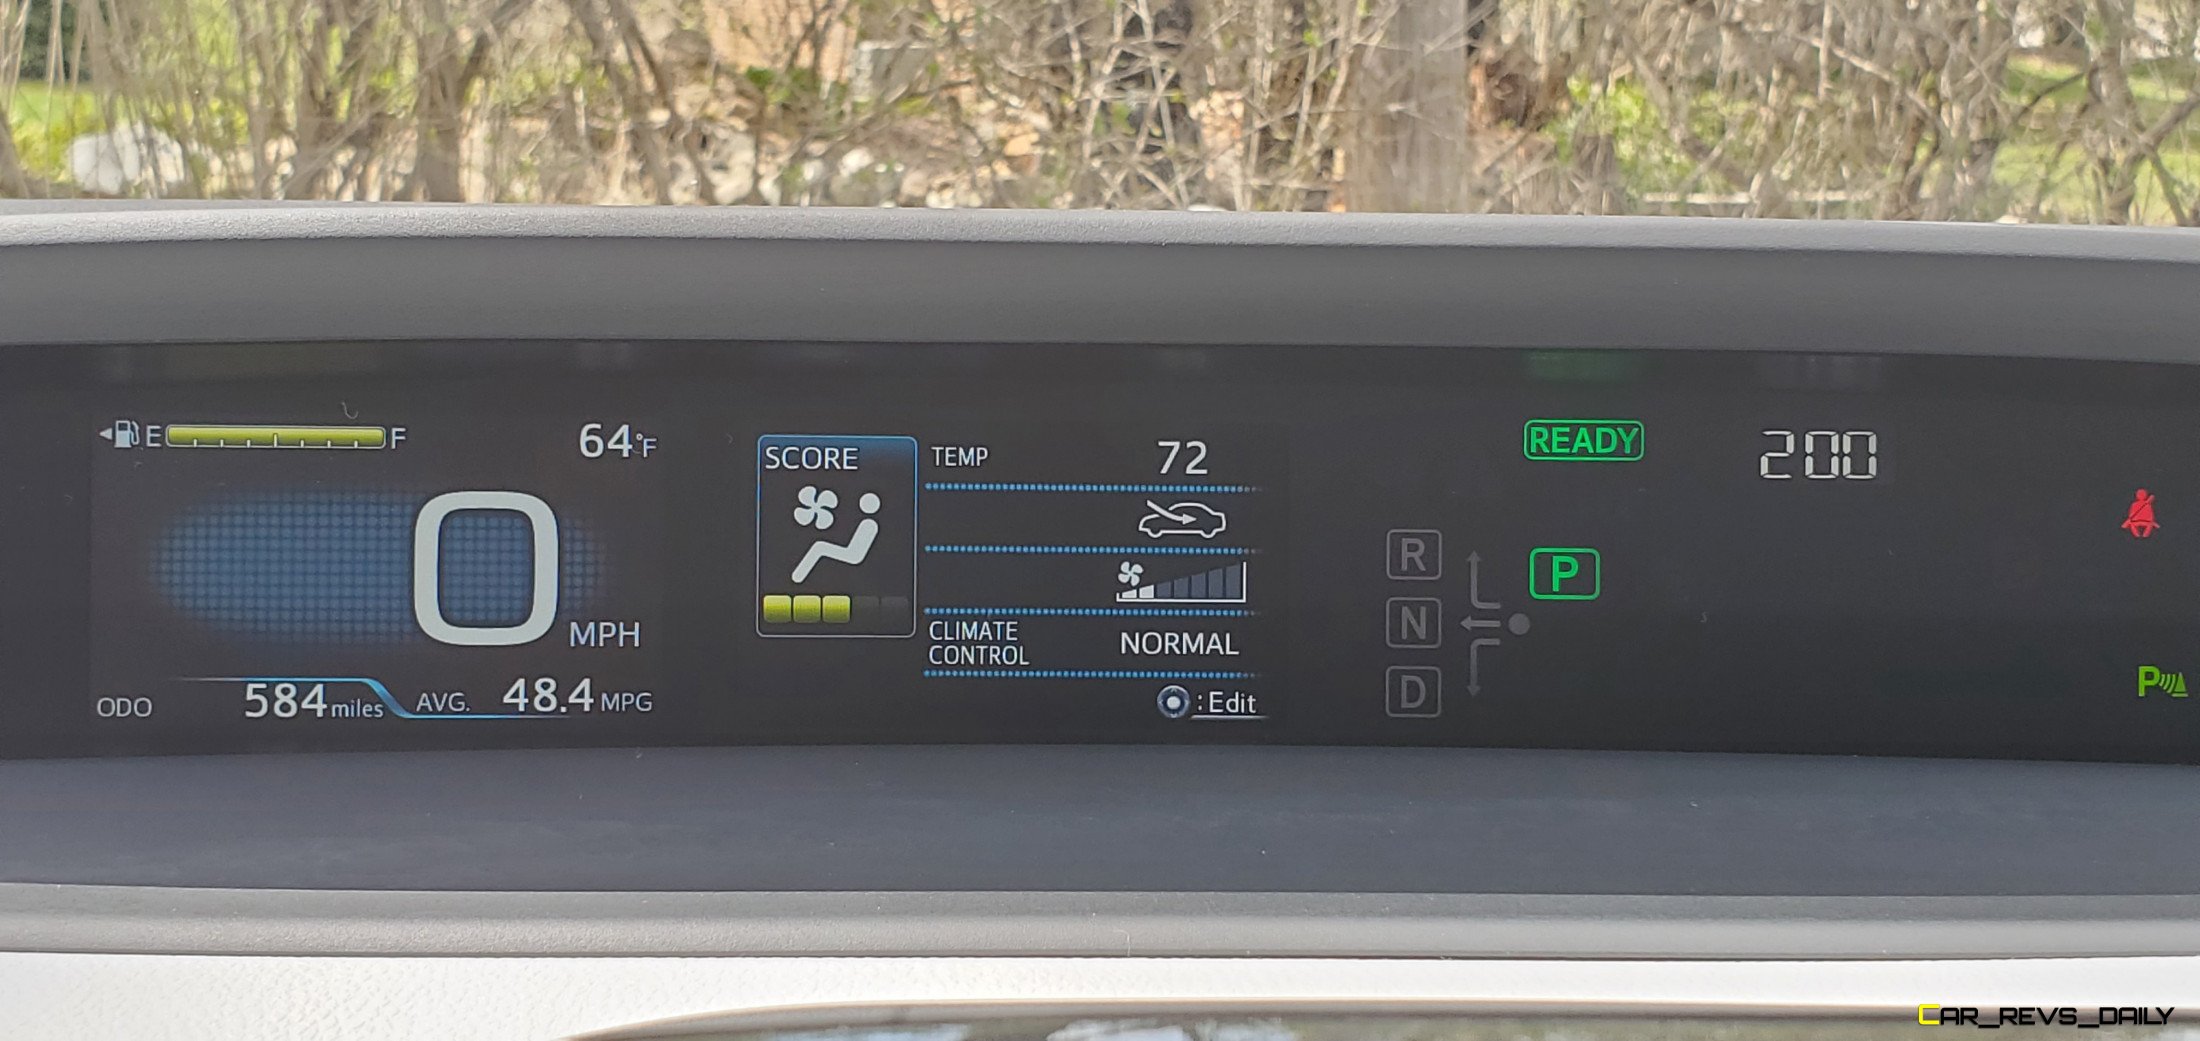 E F 64°F
0 MPH
ODO 584 miles AVG. 48.4 MPG
SCORE
TEMP 72
CLIMATE
CONTROL NORMAL
:Edit
READY 200
R
P
N
D
P
CAR_REVS_DAILY